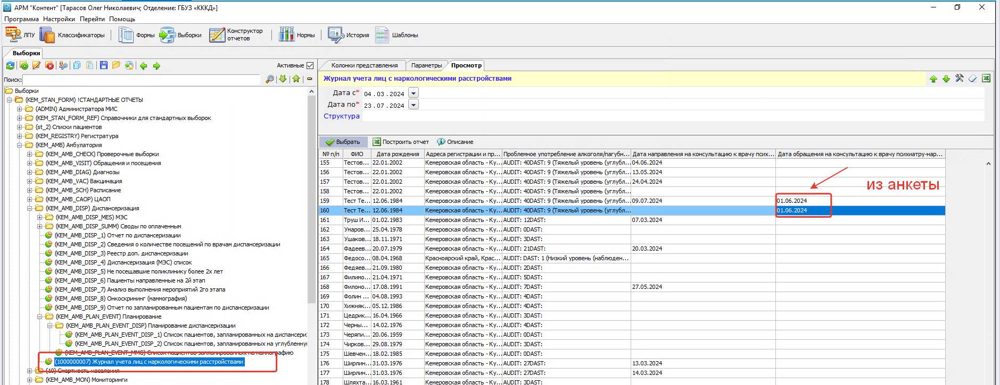 АРМ "Контент" [Тарасов Олег Николаевич; Отделение: ГБУЗ «КККД»]
Программа Настройки Перейти Помощь
ЛПУ Классификаторы Формы Выборки Конструктор отчетов Нормы История Шаблоны
Выборки
Активные
Поиск:
Выборки
(KEM_STAN_FORM) !СТАНДАРТНЫЕ ОТЧЕТЫ
(ADMIN) Администратора МИС
(KEM_STAN_FORM_REF) Справочники для стандартных выборок
(st_2) Списки пациентов
(KEM_REGISTRY) Регистратура
(KEM_AMB) Амбулатория
(KEM_AMB_CHECK) Проверочные выборки
(KEM_AMB_VISIT) Обращения и посещения
(KEM_AMB_DIAG) Диагнозы
(KEM_AMB_VAC) Вакцинация
(KEM_AMB_SCH) Расписание
(KEM_AMB_CAOP) ЦАОП
(KEM_AMB_DISP) Диспансеризация
(KEM_AMB_DISP_MES) МЭС
(KEM_AMB_DISP_SUMM) Своды по оплаченным
(KEM_AMB_DISP_1) Отчет по диспансеризации
(KEM_AMB_DISP_2) Сведения о количестве посещений по врачам диспансеризации
(KEM_AMB_DISP_3) Реестр доп. диспансеризации
(KEM_AMB_DISP_4) Диспансеризация (МЭС) список
(KEM_AMB_DISP_5) Не посещавшие поликлинику более 2х лет
(KEM_AMB_DISP_6) Пациенты направленные на 2й этап
(KEM_AMB_DISP_7) Анализ выполнения мероприятий 2го этапа
(KEM_AMB_DISP_8) Онкоскрининг (маммография)
(KEM_AMB_DISP_9) Отчет по запланированным пациентам по диспансеризации
(KEM_AMB_PLAN_EVENT) Планирование
(KEM_AMB_PLAN_EVENT_DISP) Планирование диспансеризации
(KEM_AMB_PLAN_EVENT_DISP_1) Список пациентов, запланированных на диспансери
(KEM_AMB_PLAN_EVENT_DISP_2) Список пациентов, запланированных на углубленну
(KEM_AMB_PLAN_EVENT_MMG) Список пациентов запланированных на маммографию
(1000000007) Журнал учета лиц с наркологическими расстройствами
(10) Смертность населения
(KEM_AMB_MON) Мониторинги
Колонки представления Параметры Просмотр
Журнал учета лиц с наркологическими расстройствами
Дата с* 04 . 03 . 2024
Дата по* 23 . 07 . 2024
Структура
Выбрать Построить отчет Описание
№ п/п ФИО Дата рождения Адреса регистрации и пр... Проблемное употребление алкоголя/пагубн... Дата направления на консультацию к врачу псих... Дата обращения на консультацию к врачу психиатру-нар...
155 Тестов... 22.01.2002 Кемеровская область - Ку... AUDIT: 40DAST: 9 (Тяжелый уровень (углубл... 04.06.2024
156 Тестов... 22.01.2002 Кемеровская область - Ку... AUDIT: 40DAST: 9 (Тяжелый уровень (углубл... 13.05.2024
157 Тестов... 22.01.2002 Кемеровская область - Ку... AUDIT: 40DAST: 9 (Тяжелый уровень (углубл... 24.04.2024
158 Тестов... 22.01.2002 Кемеровская область - Ку... AUDIT: 40DAST: 9 (Тяжелый уровень (углубл...
159 Тест Те... 12.06.1984 Кемеровская область - Ку... AUDIT: 40DAST: 9 (Тяжелый уровень (углубл... 09.07.2024 01.06.2024
160 Тест Те... 12.06.1984 Кемеровская область - Ку... AUDIT: 40DAST: 9 (Тяжелый уровень (углубл... 01.06.2024
161 Труш И... 01.02.1983 Кемеровская область - Ку... AUDIT: 12DAST: 07.03.2024
162 Умаров... 25.04.1978 Кемеровская область - Ку... AUDIT: 0DAST:
163 Ушаков... 18.11.1971 Кемеровская область - Ку... AUDIT: 3DAST:
164 Фадеев... 20.07.1979 Кемеровская область - Ку... AUDIT: 21DAST: 20.03.2024
165 Федосо... 08.04.1968 Красноярский край, Крас... AUDIT: DAST: 1 (Низкий уровень (наблюден...
166 Федяев... 21.09.1980 Кемеровская область - Ку... AUDIT: 2DAST:
167 Филимо... 21.04.1971 Кемеровская область - Ку... AUDIT: 5DAST:
168 Филоно... 17.08.1991 Кемеровская область - Ку... AUDIT: 7DAST: 27.05.2024
169 Фолин ... 04.08.1993 Кемеровская область - Ку... AUDIT: 4DAST:
170 Хижняк... 05.12.1986 Кемеровская область - Ку... AUDIT: 4DAST:
171 Цедрик... 16.04.1966 Кемеровская область - Ку... AUDIT: 3DAST:
172 Черны... 14.02.1976 Кемеровская область - Ку... AUDIT: 4DAST:
173 Черяпи... 20.06.1959 Кемеровская область - Ку... AUDIT: 0DAST:
174 Чирков... 29.08.1979 Кемеровская область - Ку... AUDIT: 3DAST:
175 Шевчен... 18.02.1985 Кемеровская область - Ку... AUDIT: 0DAST:
176 Ширлин... 31.03.1976 Кемеровская область - Ку... AUDIT: 27DAST: 13.03.2024
177 Ширлин... 31.03.1976 Кемеровская область - Ку... AUDIT: 27DAST: 14.03.2024
178 Шляхта... 16.03.1961 Кемеровская область - Ку... AUDIT: 3DAST:
из анкеты